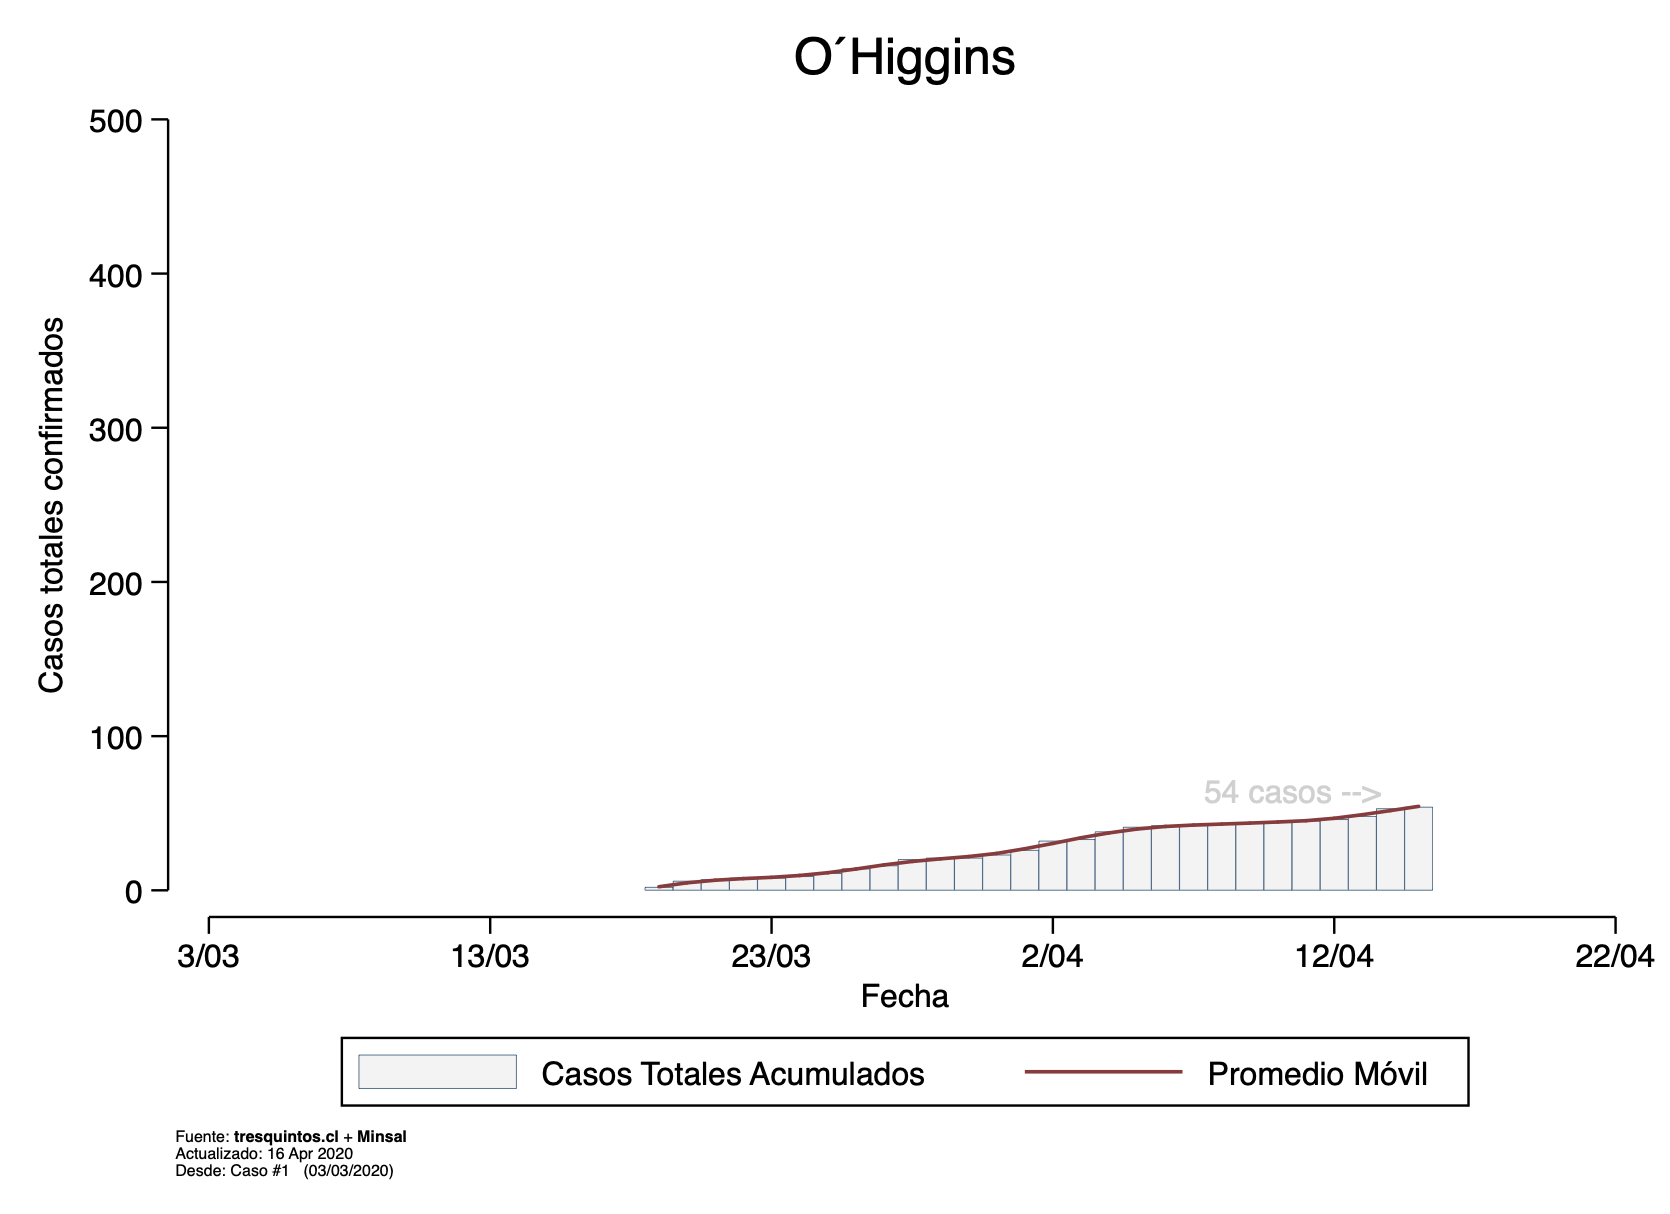 O´Higgins
500
400
300
200
100
0
Casos totales confirmados
54 casos -->
3/03 13/03 23/03 2/04 12/04 22/04
Fecha
Casos Totales Acumulados Promedio Móvil
Fuente: tresquintos.cl + Minsal
Actualizado: 16 Apr 2020
Desde: Caso #1 (03/03/2020)